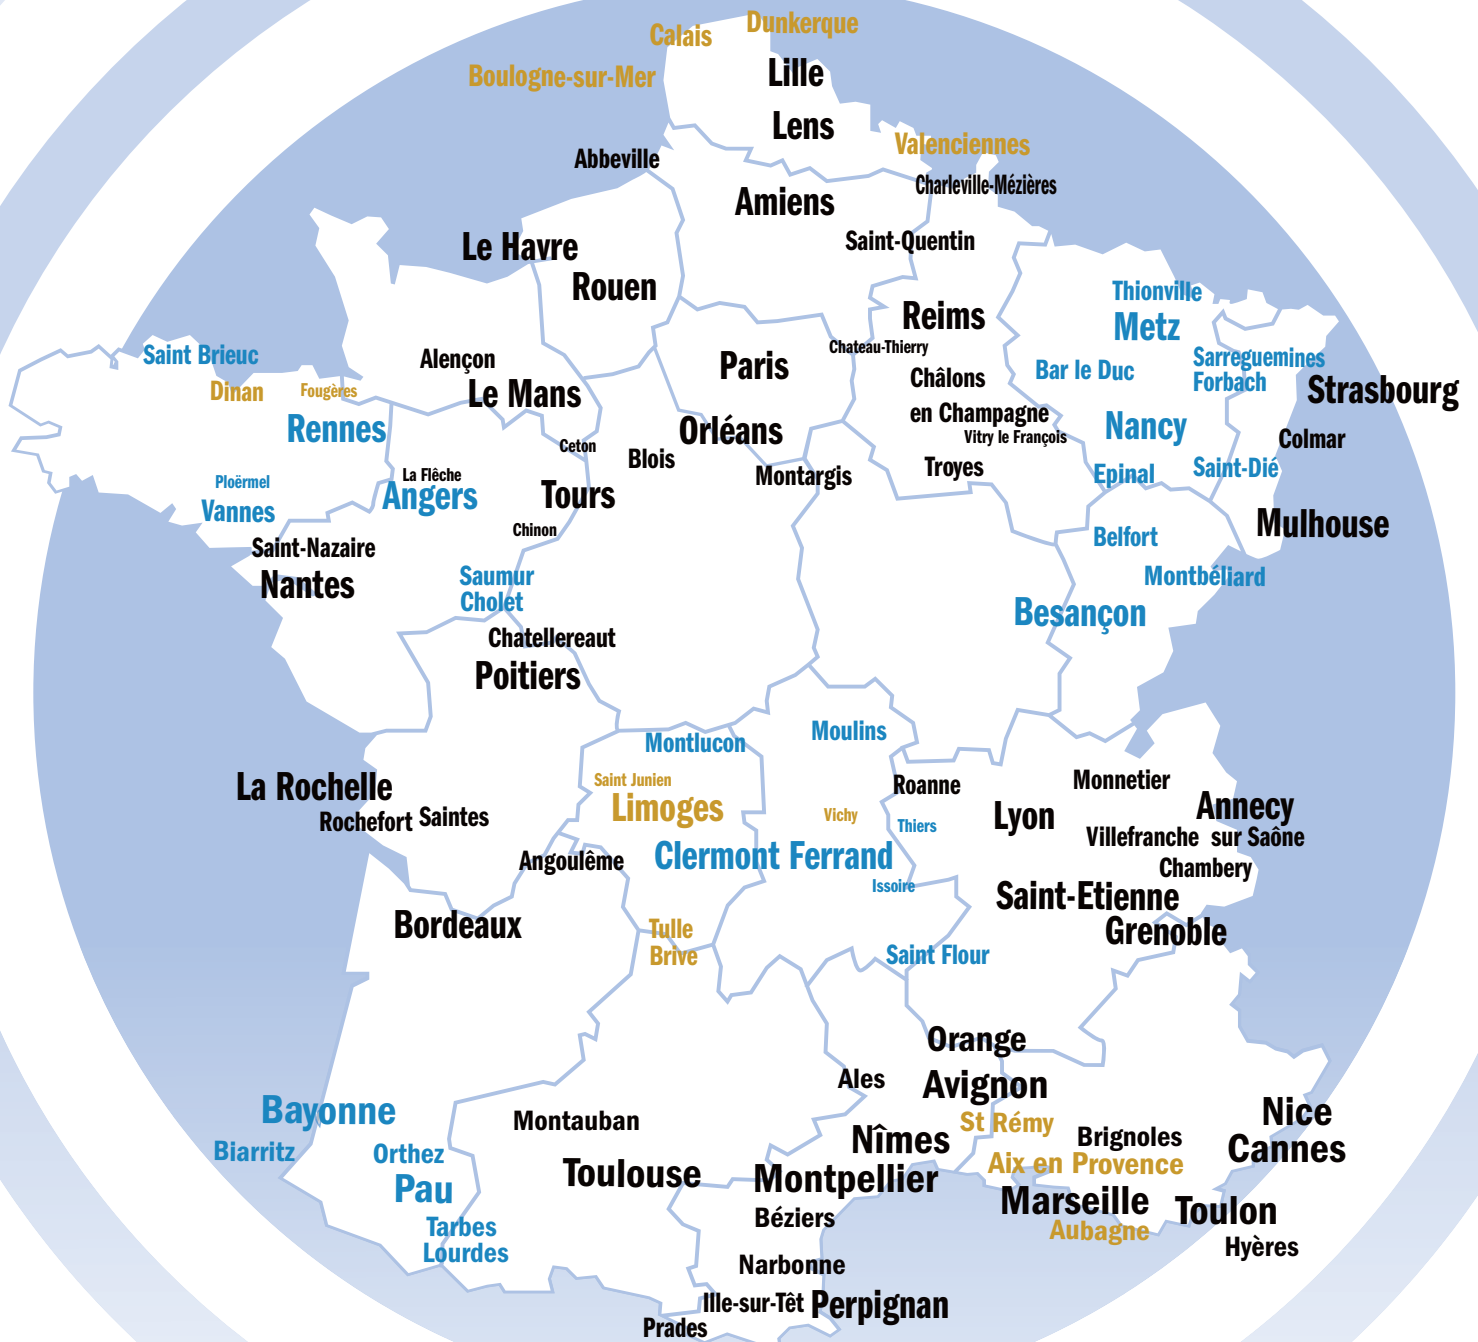 Dunkerque
Calais
Boulogne-sur-Mer
Lille
Lens
Valenciennes
Abbeville
Charleville-Mézières
Amiens
Saint-Quentin
Le Havre
Rouen
Thionville
Reims
Metz
Chateau-Thierry
Saint Brieuc
Alençon
Paris
Sarreguemines
Forbach
Bar le Duc
Châlons
en Champagne
Dinan
Fougères
Le Mans
Strasbourg
Rennes
Orléans
Vitry le François
Nancy
Colmar
Ceton
Blois
Troyes
Saint-Dié
La Flêche
Montargis
Epinal
Ploërmel
Angers
Tours
Vannes
Mulhouse
Chinon
Belfort
Saint-Nazaire
Nantes
Saumur
Cholet
Montbéliard
Besançon
Chatellereaut
Poitiers
Moulins
Montlucon
Saint Junien
Monnetier
La Rochelle
Roanne
Limoges
Vichy
Annecy
Rochefort
Saintes
Thiers
Lyon
Villefranche sur Saône
Angoulême
Clermont Ferrand
Chambery
Issoire
Saint-Etienne
Bordeaux
Tulle
Brive
Grenoble
Saint Flour
Orange
Ales
Avignon
Bayonne
Montauban
St Rémy
Nice
Cannes
Biarritz
Orthez
Nîmes
Brignoles
Aix en Provence
Pau
Toulouse
Montpellier
Marseille
Toulon
Tarbes
Lourdes
Béziers
Aubagne
Hyères
Narbonne
Ille-sur-Têt
Perpignan
Prades